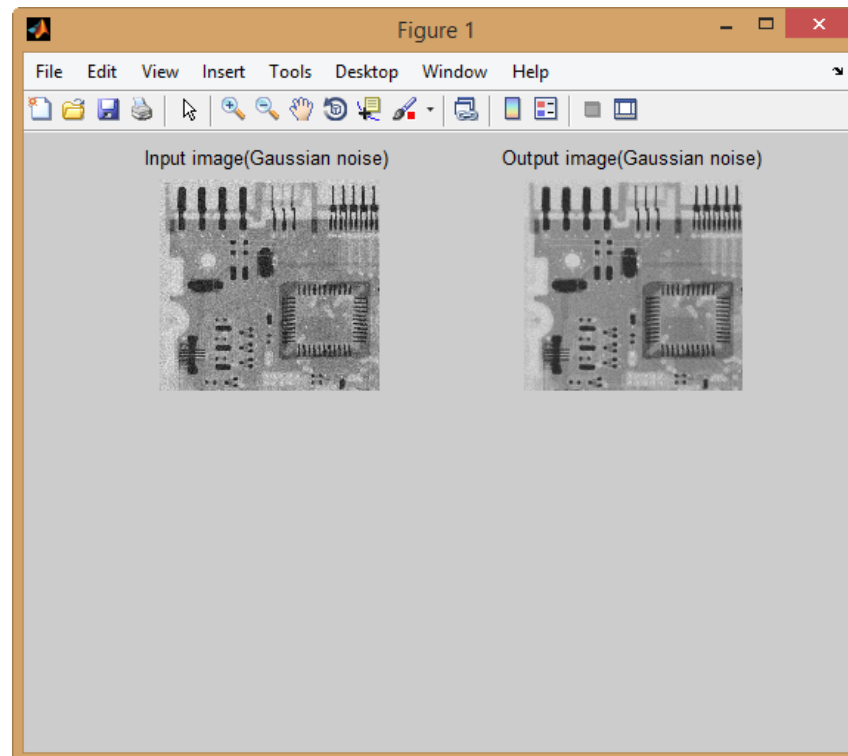 Figure 1
File Edit View Insert Tools Desktop Window Help
Input image(Gaussian noise) Output image(Gaussian noise)